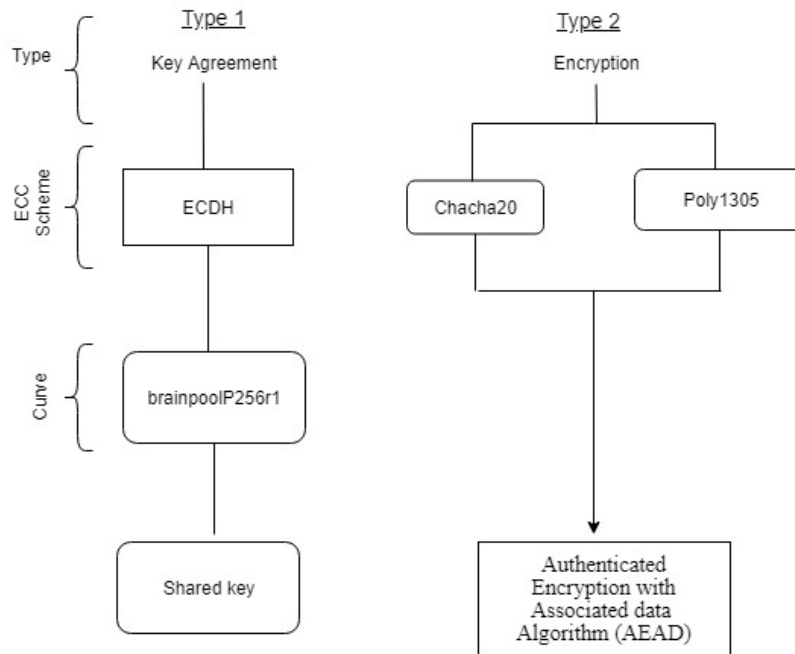 Type 1
Type 2
Type
Key Agreement
Encryption
ECC
Scheme
ECDH
Chacha20
Poly1305
Curve
brainpoolP256r1
Shared key
Authenticated
Encryption with
Associated data
Algorithm (AEAD)